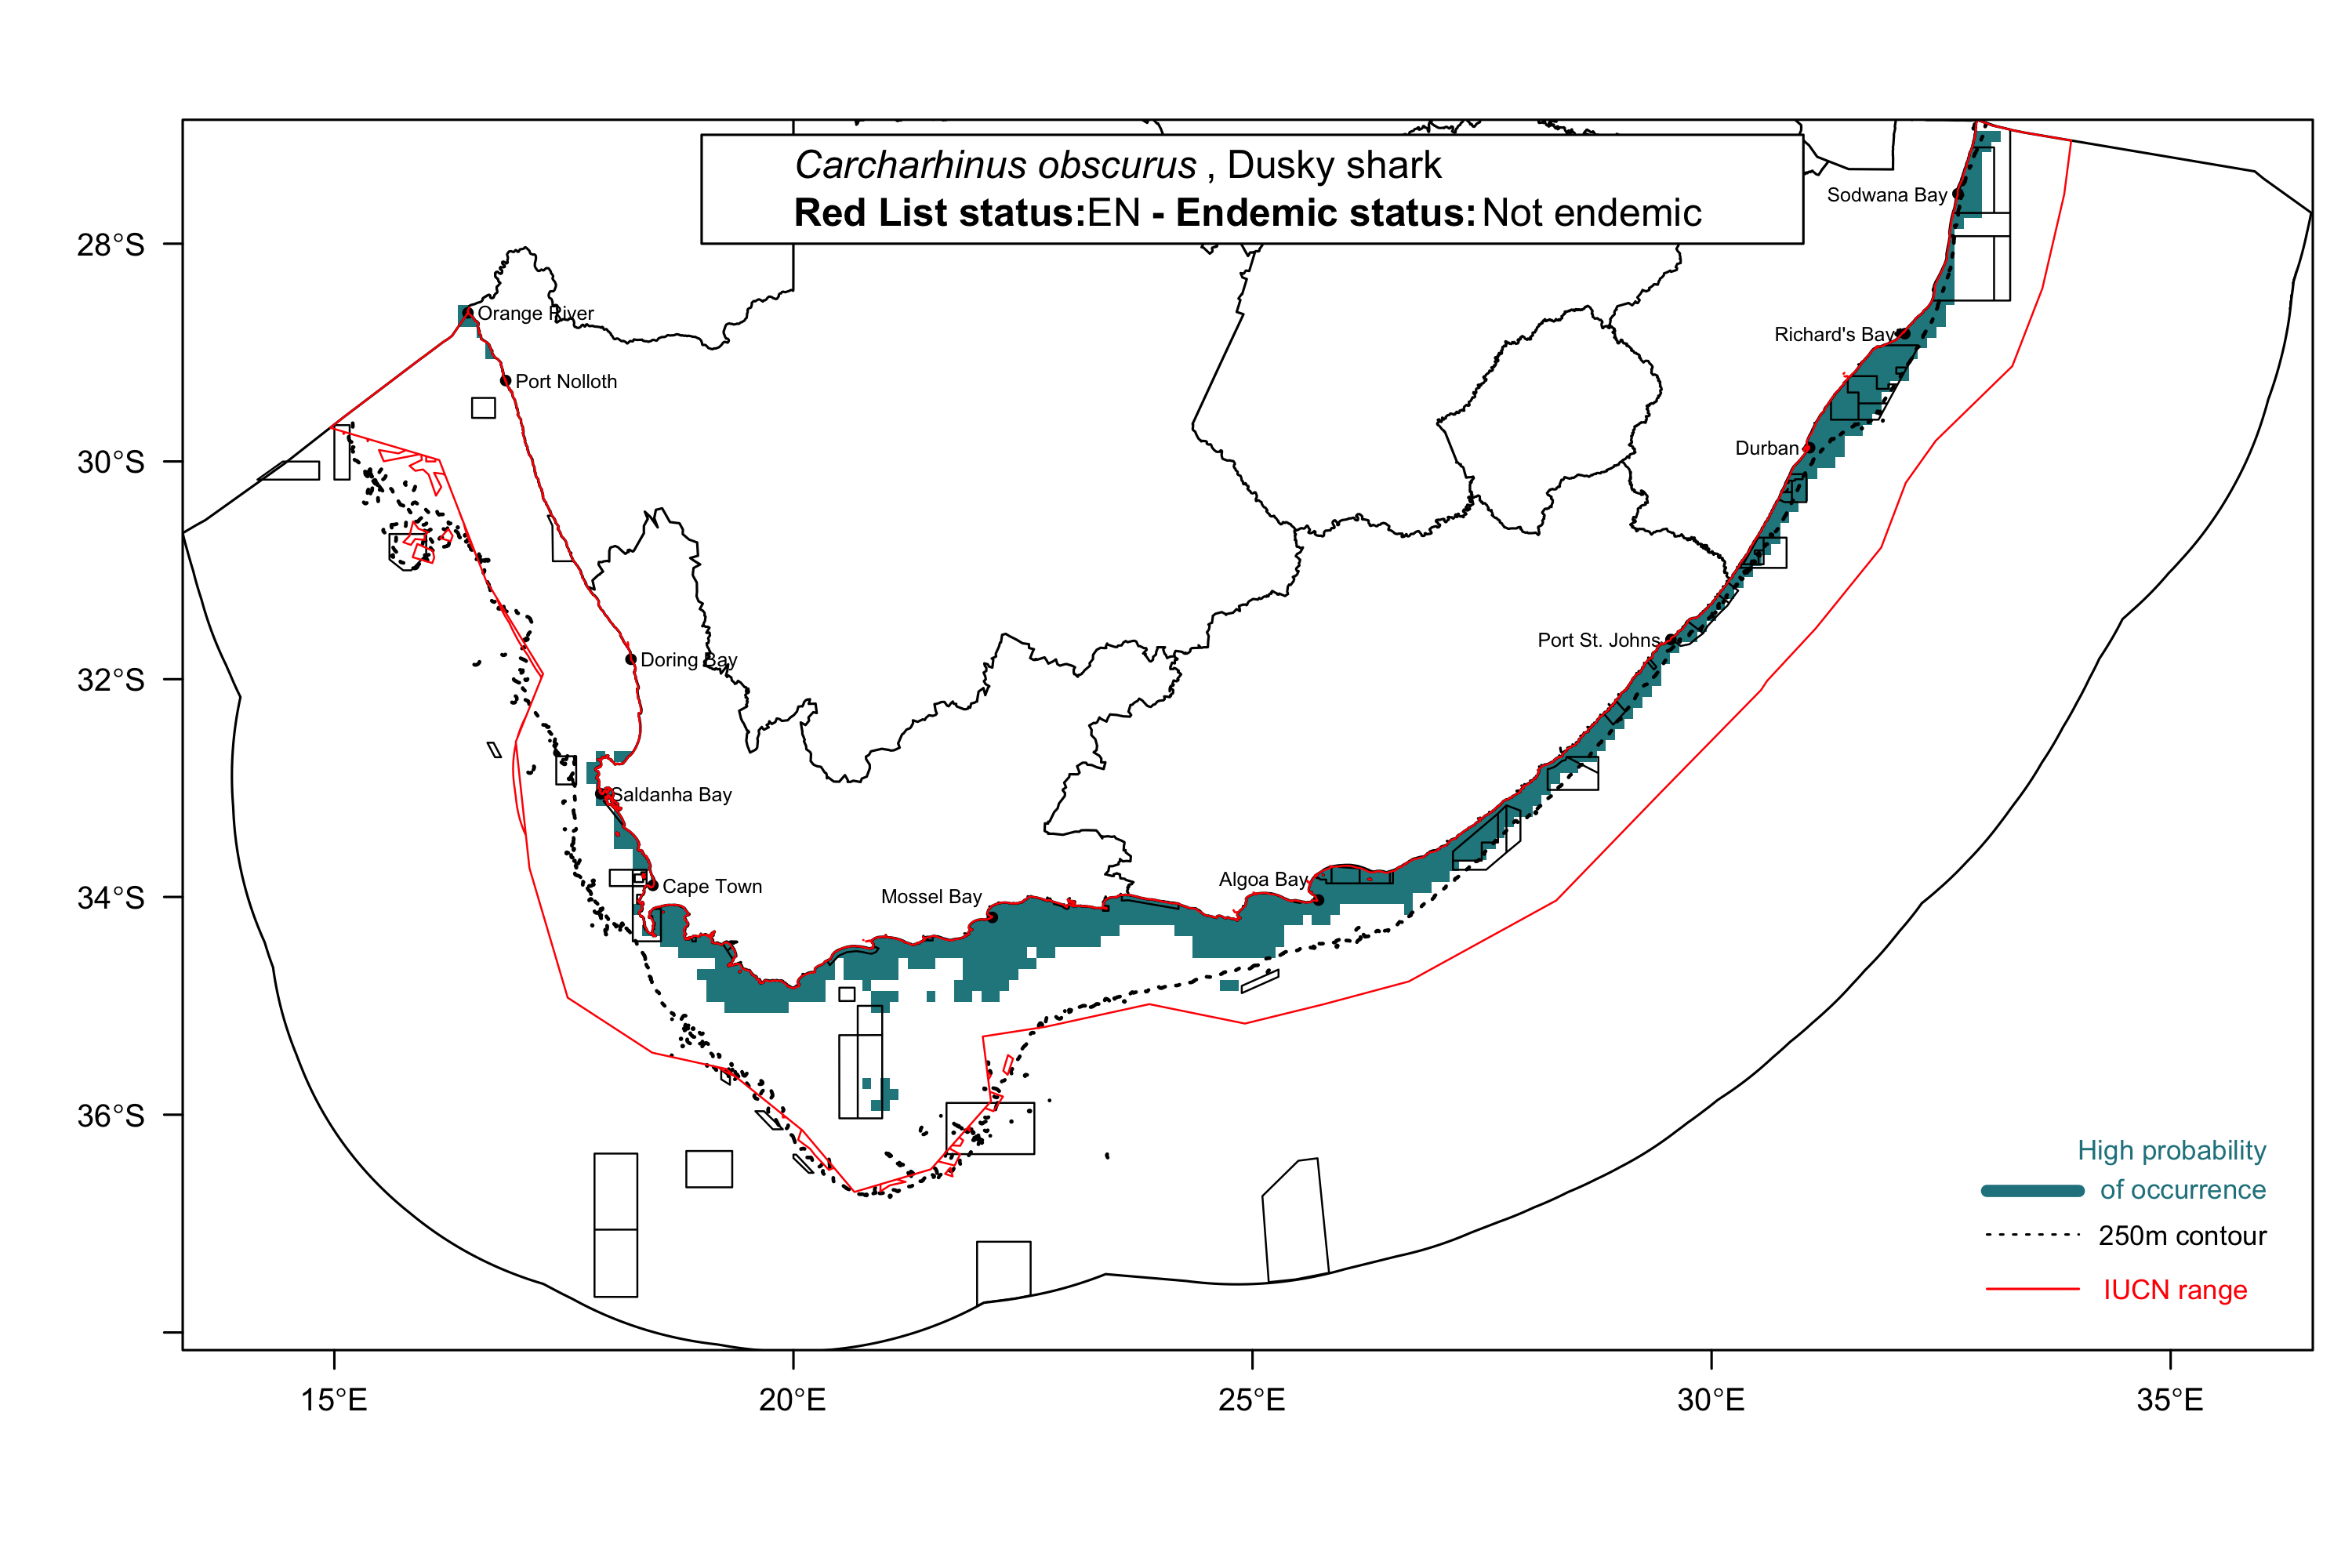 Carcharhinus obscurus , Dusky shark
Red List status:EN - Endemic status: Not endemic
Sodwana Bay
28°S
Orange River
Richard's Bay
Port Nolloth
Durban
30°S
Port St. Johns
Doring Bay
32°S
Saldanha Bay
Algoa Bay
Cape Town
Mossel Bay
34°S
36°S
High probability
of occurrence
250m contour
IUCN range
15°E
20°E
25°E
30°E
35°E